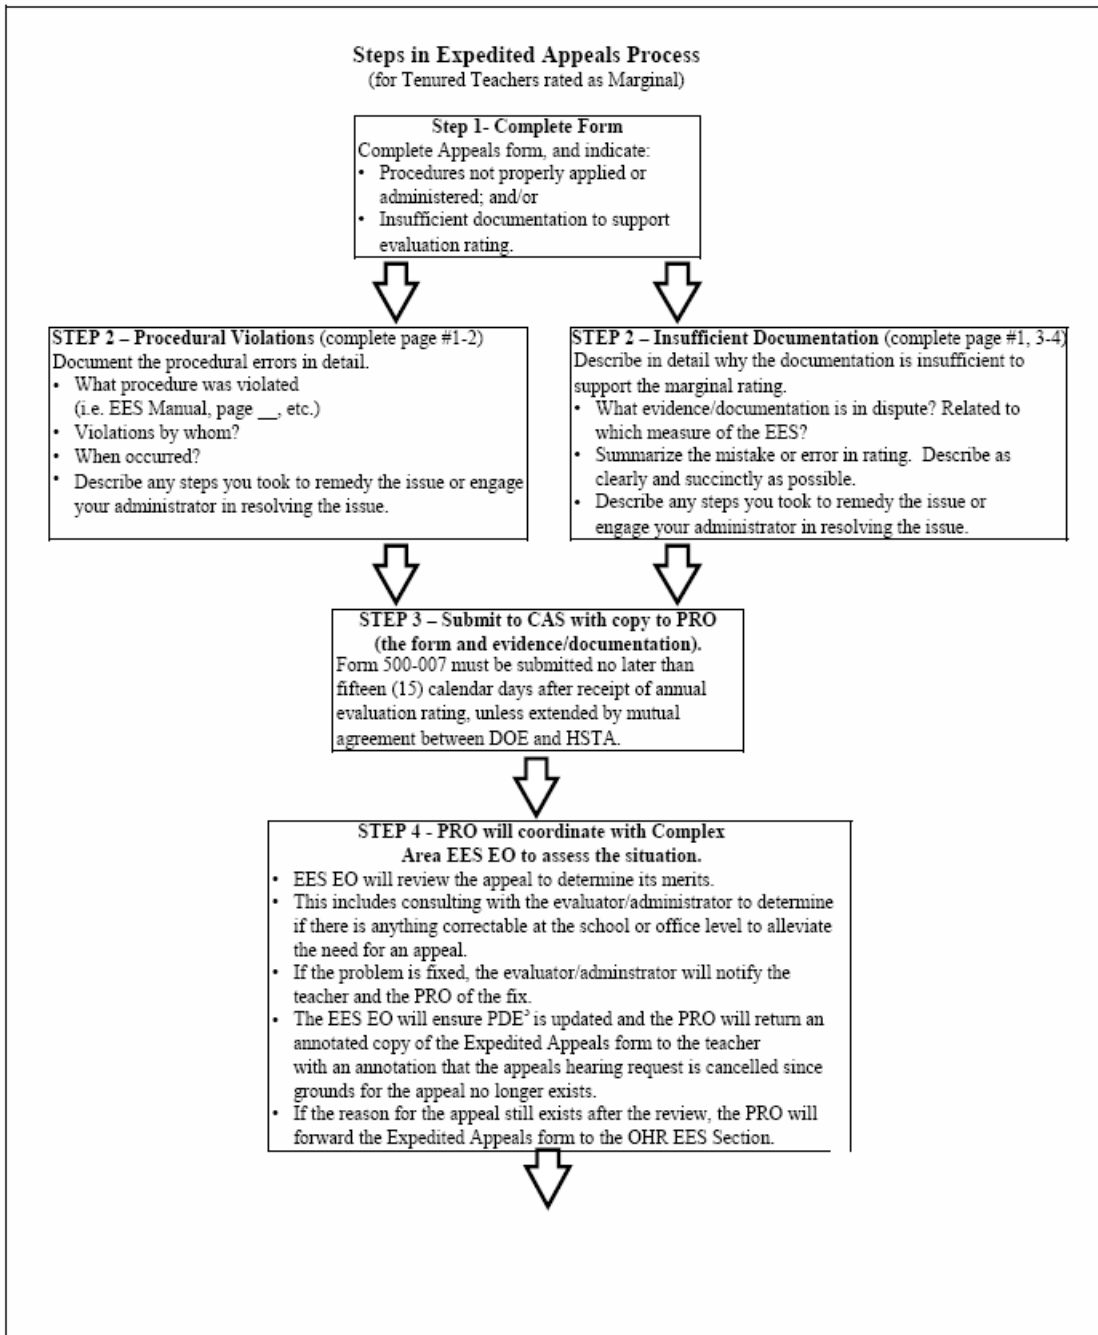 Steps in Expedited Appeals Process
(for Tenured Teachers rated as Marginal)
Step 1- Complete Form
Complete Appeals form, and indicate:
• Procedures not properly applied or
administered; and/or
• Insufficient documentation to support
evaluation rating.
STEP 2 – Procedural Violations (complete page #1-2)
Document the procedural errors in detail.
• What procedure was violated
(i.e. EES Manual, page __, etc.)
• Violations by whom?
• When occurred?
• Describe any steps you took to remedy the issue or engage
your administrator in resolving the issue.
STEP 2 – Insufficient Documentation (complete page #1, 3-4)
Describe in detail why the documentation is insufficient to
support the marginal rating.
• What evidence/documentation is in dispute? Related to
which measure of the EES?
• Summarize the mistake or error in rating. Describe as
clearly and succinctly as possible.
• Describe any steps you took to remedy the issue or
engage your administrator in resolving the issue.
STEP 3 – Submit to CAS with copy to PRO
(the form and evidence/documentation).
Form 500-007 must be submitted no later than
fifteen (15) calendar days after receipt of annual
evaluation rating, unless extended by mutual
agreement between DOE and HSTA.
STEP 4 - PRO will coordinate with Complex
Area EES EO to assess the situation.
• EES EO will review the appeal to determine its merits.
• This includes consulting with the evaluator/administrator to determine
if there is anything correctable at the school or office level to alleviate
the need for an appeal.
• If the problem is fixed, the evaluator/adminstrator will notify the
teacher and the PRO of the fix.
• The EES EO will ensure PDE³ is updated and the PRO will return an
annotated copy of the Expedited Appeals form to the teacher
with an annotation that the appeals hearing request is cancelled since
grounds for the appeal no longer exists.
• If the reason for the appeal still exists after the review, the PRO will
forward the Expedited Appeals form to the OHR EES Section.